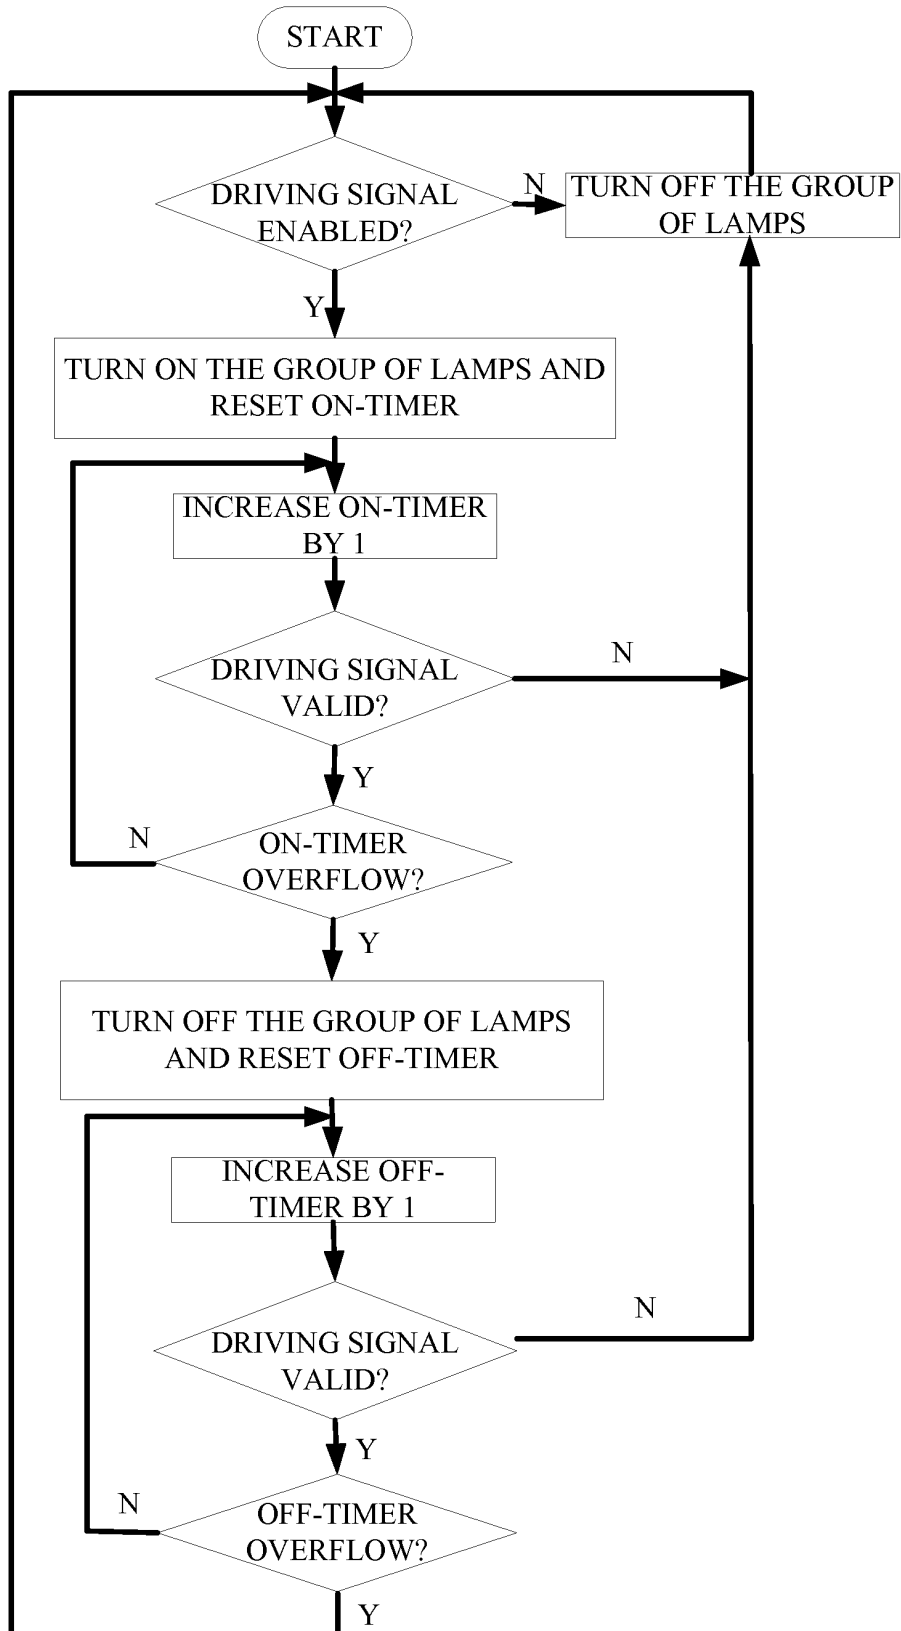 START
DRIVING SIGNAL
ENABLED?
N
TURN OFF THE GROUP
OF LAMPS
Y
TURN ON THE GROUP OF LAMPS AND
RESET ON-TIMER
INCREASE ON-TIMER
BY 1
DRIVING SIGNAL
VALID?
N
Y
ON-TIMER
OVERFLOW?
N
Y
TURN OFF THE GROUP OF LAMPS
AND RESET OFF-TIMER
INCREASE OFF-
TIMER BY 1
DRIVING SIGNAL
VALID?
N
Y
OFF-TIMER
OVERFLOW?
N
Y